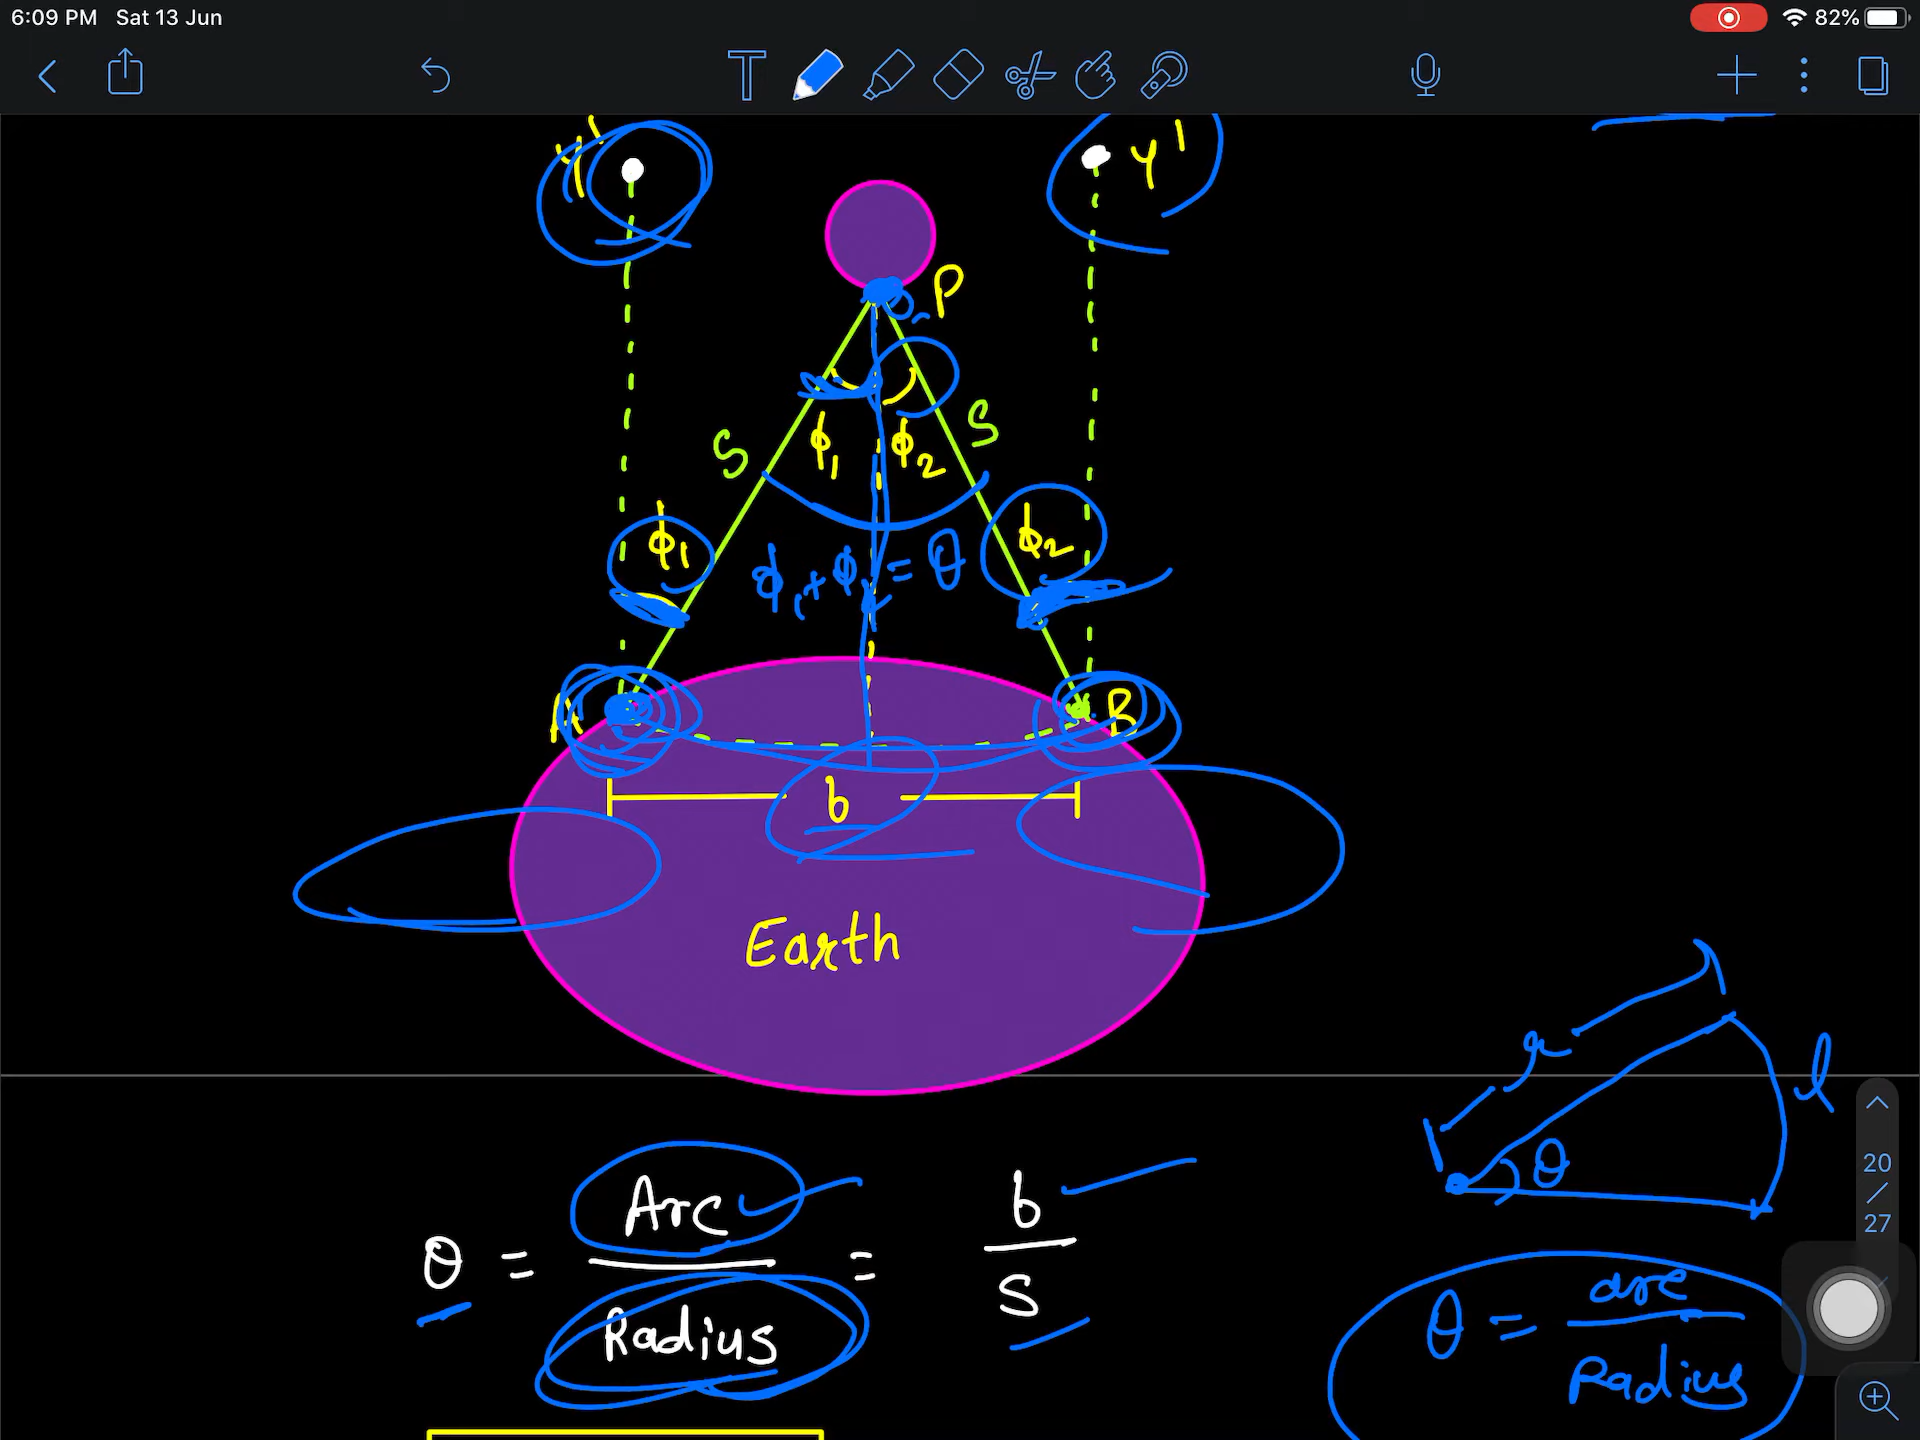 6:09 PM Sat 13 Jun 82%
T
Y' Y'
P
S S
ϕ1 ϕ2
ϕ1 ϕ2
ϕ1+ϕ2=θ
A B
b
Earth
r l
θ
θ = Arc/Radius = b/S
θ = arc/Radius
20
/
27